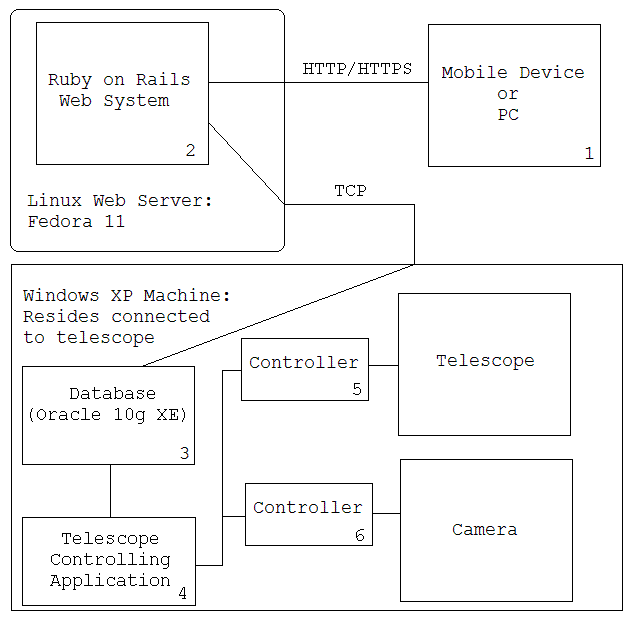 Ruby on Rails
Web System
2
Linux Web Server:
Fedora 11
HTTP/HTTPS
Mobile Device
or
PC
1
TCP
Windows XP Machine:
Resides connected
to telescope
Database
(Oracle 10g XE)
3
Controller
5
Telescope
Telescope
Controlling
Application
4
Controller
6
Camera